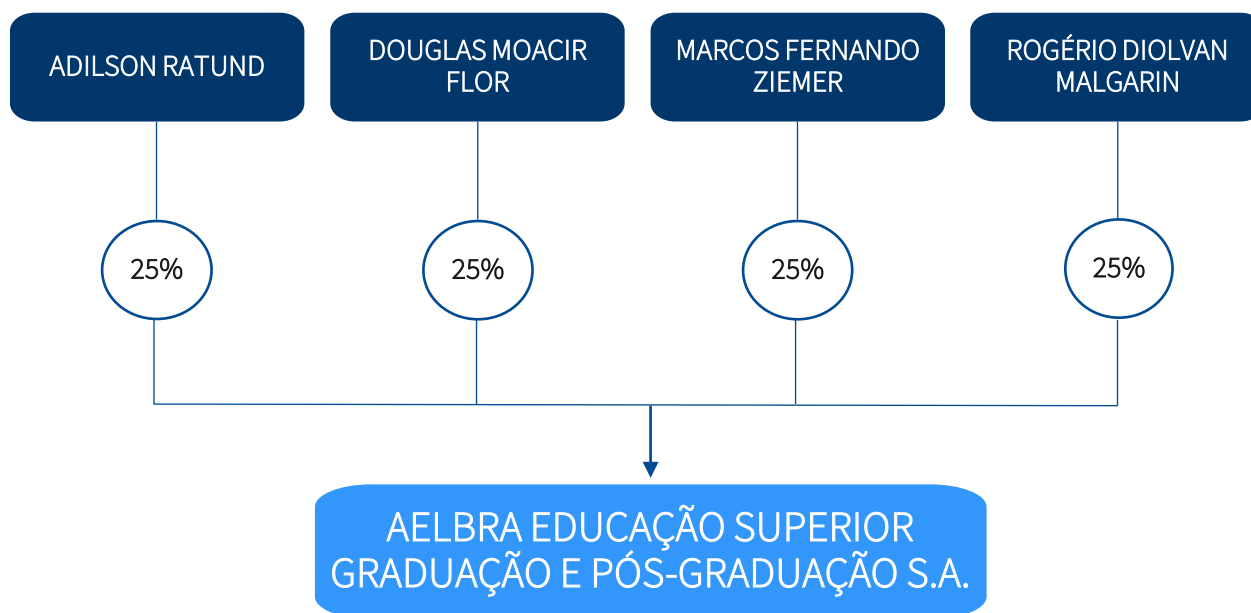 ADILSON RATUND
DOUGLAS MOACIR
FLOR
MARCOS FERNANDO
ZIEMER
ROGÉRIO DIOLVAN
MALGARIN
25%
25%
25%
25%
AELBRA EDUCAÇÃO SUPERIOR
GRADUAÇÃO E PÓS-GRADUAÇÃO S.A.